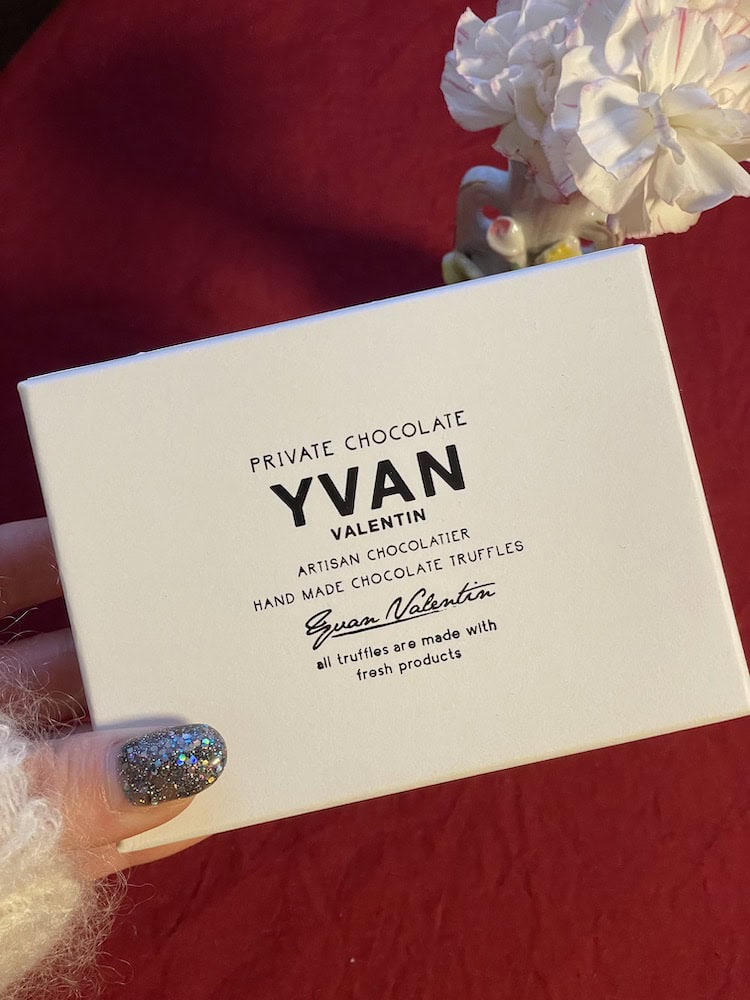 PRIVATE CHOCOLATE
YVAN
VALENTIN
ARTISAN CHOCOLATIER
HAND MADE CHOCOLATE TRUFFLES
Yvan Valentin
all truffles are made with
fresh products